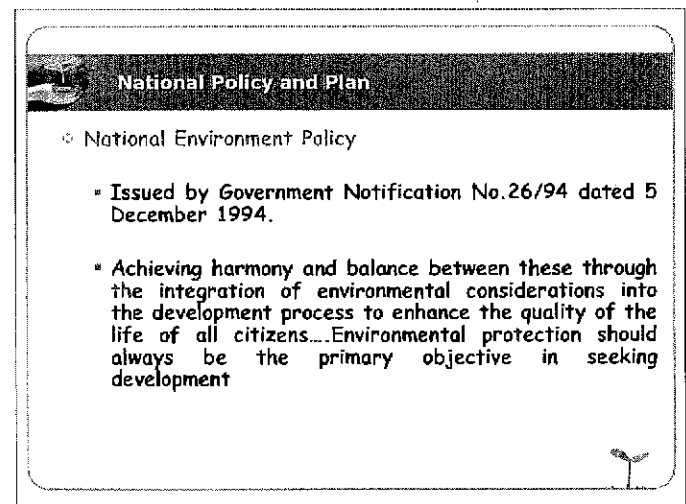 National Policy and Plan
National Environment Policy
Issued by Government Notification No.26/94 dated 5
December 1994.
Achieving harmony and balance between these through
the integration of environmental considerations into
the development process to enhance the quality of the
life of all citizens....Environmental protection should
always be the primary objective in seeking
development